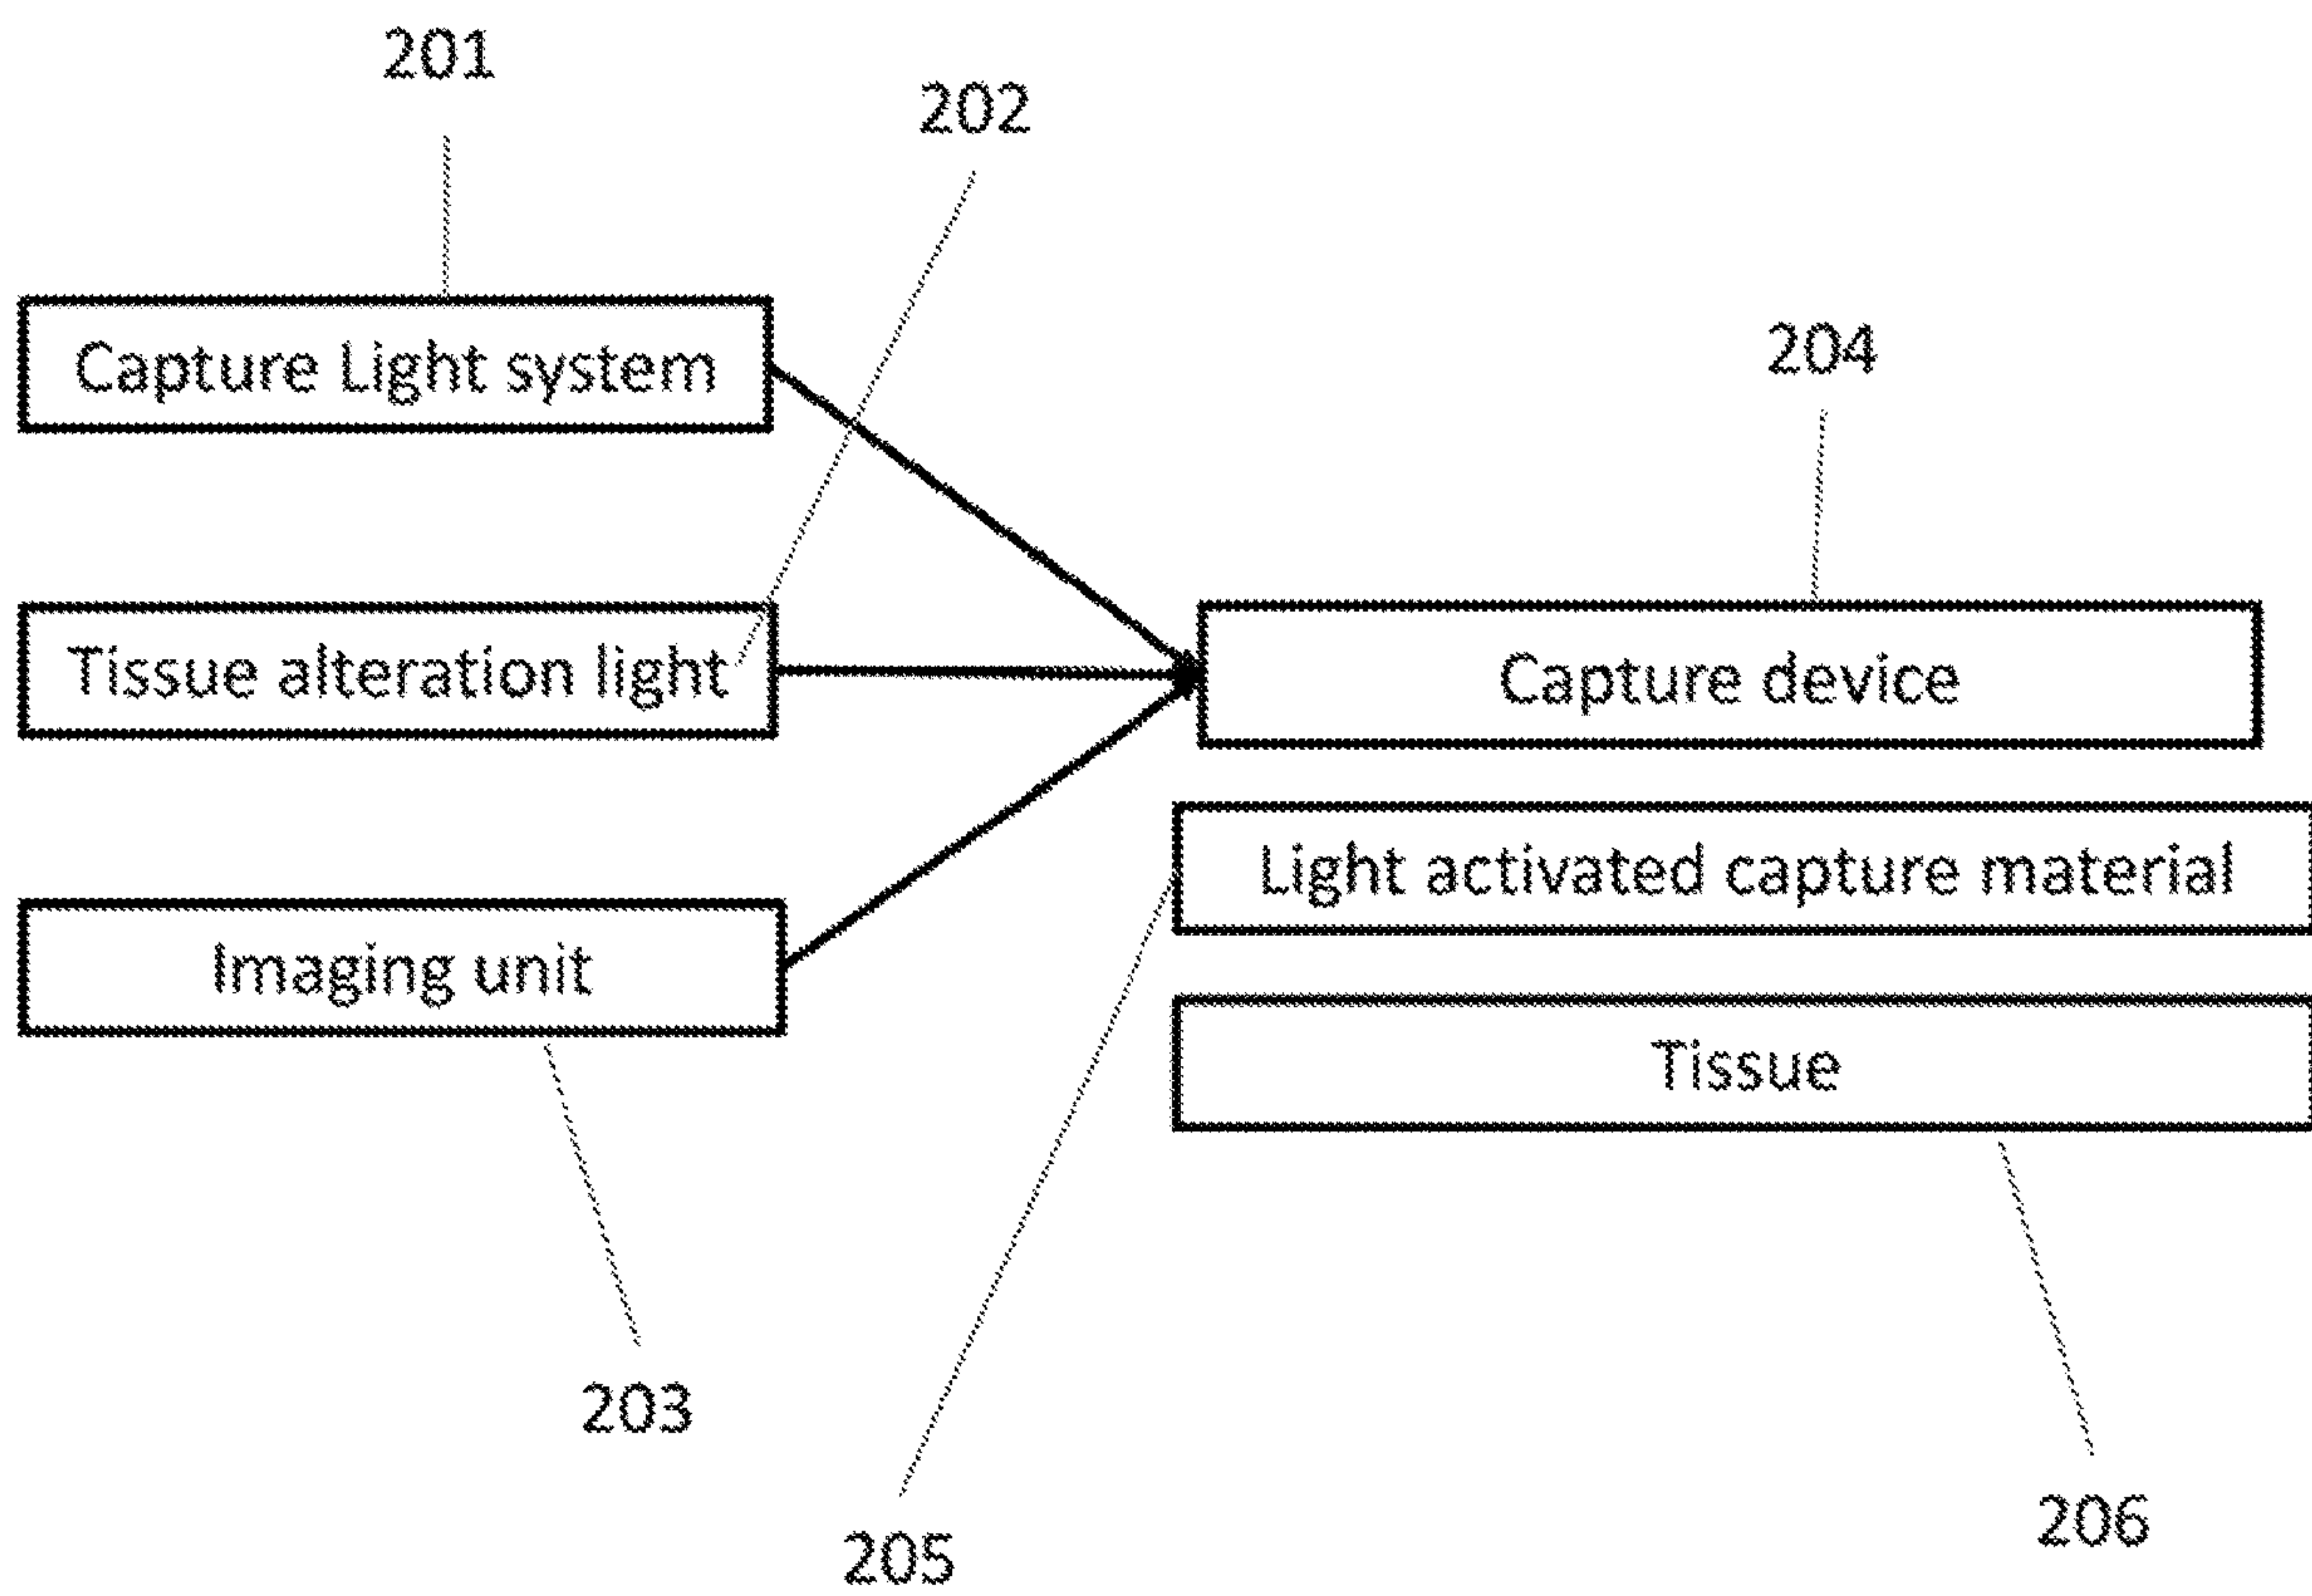 201
202
Capture Light system
204
Tissue alteration light
Capture device
Light activated capture material
Imaging unit
Tissue
203
205
206